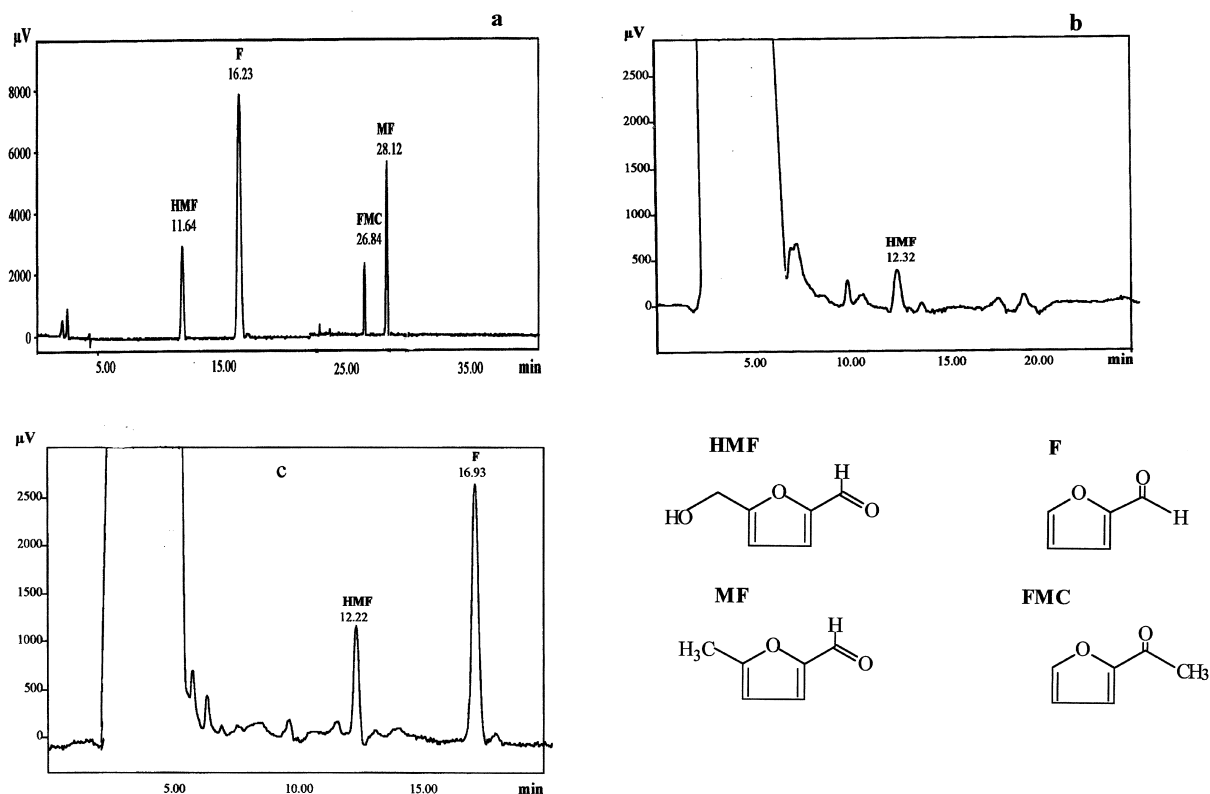 a
µV
F
16.23
8000
MF
28.12
6000
HMF
11.64
FMC
26.84
4000
2000
0
5.00 15.00 25.00 35.00 min
b
µV
2500
2000
1500
1000
HMF
12.32
500
0
5.00 10.00 15.00 20.00 min
µV
c
F
16.93
2500
2000
1500
HMF
12.22
1000
500
0
5.00 10.00 15.00 min
HMF
H
O
HO
O
F
O
O
H
MF
H
H3C
O
O
FMC
O
O
CH3